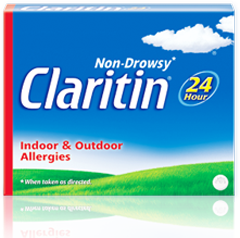 Non-Drowsy*
Claritin®
24
Hour
Indoor & Outdoor
Allergies
*When taken as directed